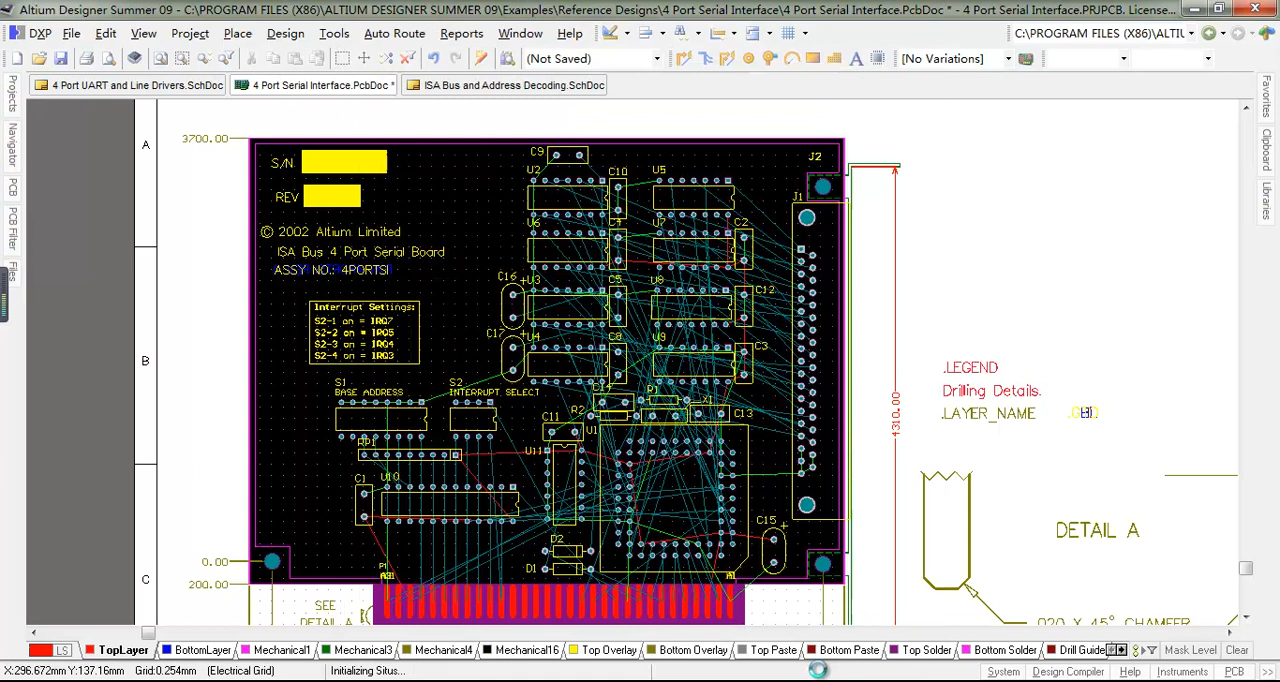 Altium Designer Summer 09 - C:\PROGRAM FILES (X86)\ALTIUM DESIGNER SUMMER 09\Examples\Reference Designs\4 Port Serial Interface\4 Port Serial Interface.PcbDoc * - 4 Port Serial Interface.PRJPCB. License...
DXP File Edit View Project Place Design Tools Auto Route Reports Window Help C:\PROGRAM FILES (X86)\ALTIL
(Not Saved) [No Variations]
4 Port UART and Line Drivers.SchDoc 4 Port Serial Interface.PcbDoc * ISA Bus and Address Decoding.SchDoc
Projects
Navigator
PCB
PCB Filter
Files
Favorites
Clipboard
Libraries
A
B
C
3700.00
S/N
REV
© 2002 Altium Limited
ISA Bus 4 Port Serial Board
ASSY NO: 4PORTSI
Interrupt Settings:
S2-1 on = IRQ7
S2-2 on = IRQ5
S2-3 on = IRQ4
S2-4 on = IRQ3
C9
J2
U2 C10 U5
J1
U6 C4 U7 C2
C16 U3 C5 U8 C12
C17 U4 C8 U9 C3
S1 S2
BASE ADDRESS INTERRUPT SELECT
C14 R1 X1
R2 C13
C11 U1
RP1 U11
C1 U10
C15
D2
D1
P1
A31 A1
0.00
200.00
SEE
DETAIL A
4310.00
.LEGEND
Drilling Details.
.LAYER_NAME
DETAIL A
.020 X 45° CHAMFER
LS TopLayer BottomLayer Mechanical1 Mechanical3 Mechanical4 Mechanical16 Top Overlay Bottom Overlay Top Paste Bottom Paste Top Solder Bottom Solder Drill Guide Mask Level Clear
X:296.672mm Y:137.16mm Grid:0.254mm (Electrical Grid) Initializing Situs... System Design Compiler Help Instruments PCB >>